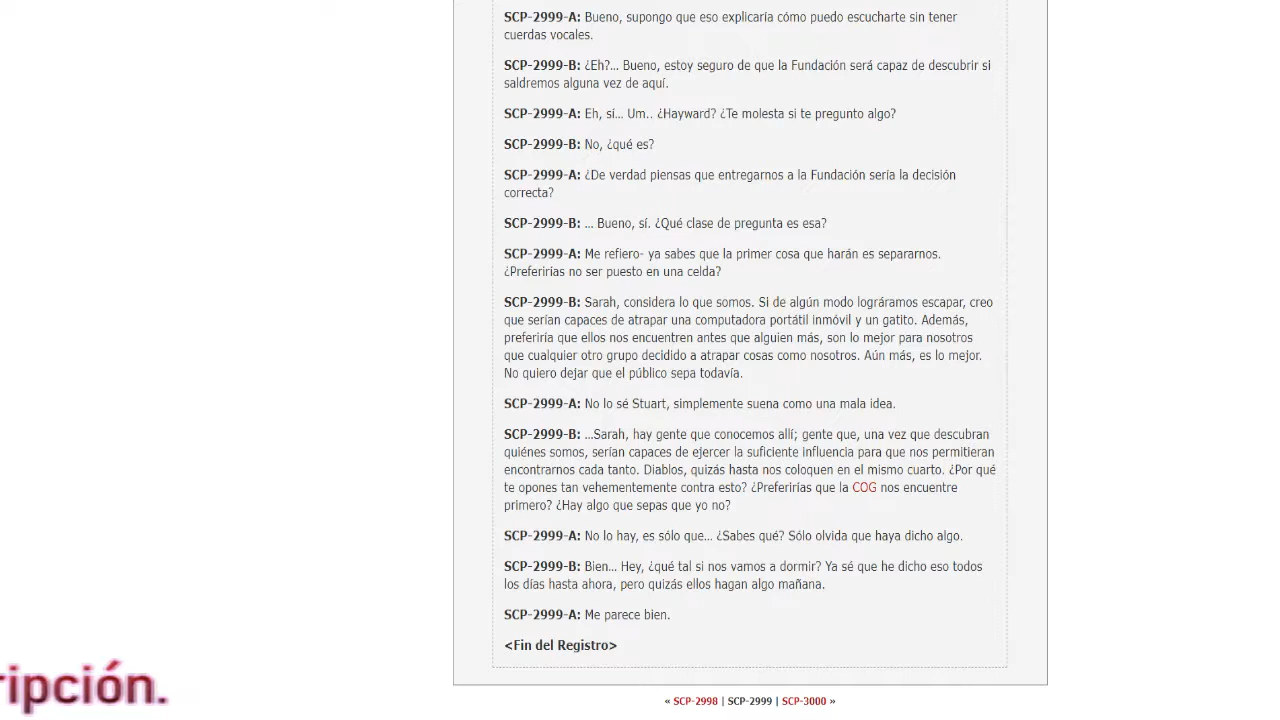 SCP-2999-A: Bueno, supongo que eso explicaría cómo puedo escucharte sin tener
cuerdas vocales.
SCP-2999-B: ¿Eh?... Bueno, estoy seguro de que la Fundación será capaz de descubrir si
saldremos alguna vez de aquí.
SCP-2999-A: Eh, sí... Um.. ¿Hayward? ¿Te molesta si te pregunto algo?
SCP-2999-B: No, ¿qué es?
SCP-2999-A: ¿De verdad piensas que entregarnos a la Fundación sería la decisión
correcta?
SCP-2999-B: ... Bueno, sí. ¿Qué clase de pregunta es esa?
SCP-2999-A: Me refiero- ya sabes que la primer cosa que harán es separarnos.
¿Preferirías no ser puesto en una celda?
SCP-2999-B: Sarah, considera lo que somos. Si de algún modo lográramos escapar, creo
que serían capaces de atrapar una computadora portátil inmóvil y un gatito. Además,
preferiría que ellos nos encuentren antes que alguien más, son lo mejor para nosotros
que cualquier otro grupo decidido a atrapar cosas como nosotros. Aún más, es lo mejor.
No quiero dejar que el público sepa todavía.
SCP-2999-A: No lo sé Stuart, simplemente suena como una mala idea.
SCP-2999-B: ...Sarah, hay gente que conocemos allí; gente que, una vez que descubran
quiénes somos, serían capaces de ejercer la suficiente influencia para que nos permitieran
encontrarnos cada tanto. Diablos, quizás hasta nos coloquen en el mismo cuarto. ¿Por qué
te opones tan vehementemente contra esto? ¿Preferirías que la COG nos encuentre
primero? ¿Hay algo que sepas que yo no?
SCP-2999-A: No lo hay, es sólo que... ¿Sabes qué? Sólo olvida que haya dicho algo.
SCP-2999-B: Bien... Hey, ¿qué tal si nos vamos a dormir? Ya sé que he dicho eso todos
los días hasta ahora, pero quizás ellos hagan algo mañana.
SCP-2999-A: Me parece bien.
<Fin del Registro>
ripción.
« SCP-2998 | SCP-2999 | SCP-3000 »